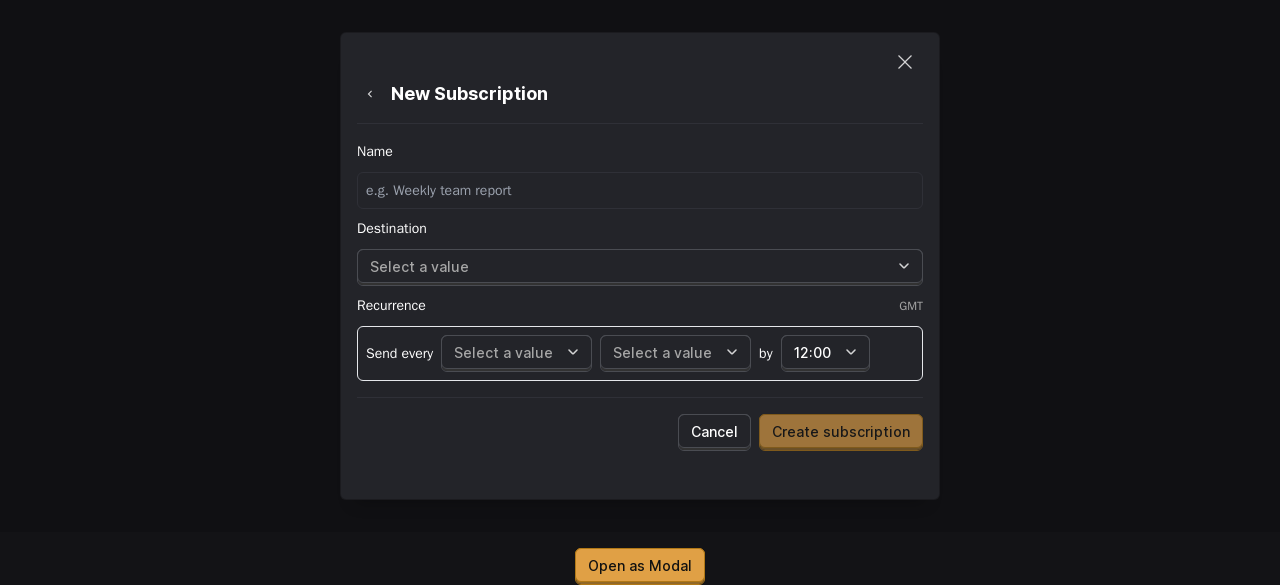 New Subscription
Name
e.g. Weekly team report
Destination
Select a value
Recurrence GMT
Send every Select a value Select a value by 12:00
Cancel Create subscription
Open as Modal